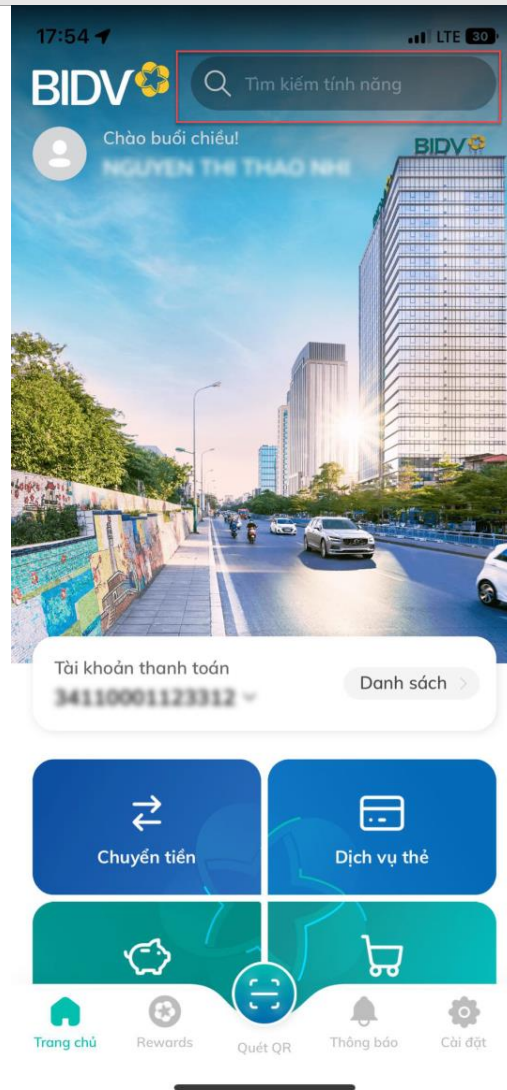 17:54
LTE 30
BIDV
Tìm kiếm tính năng
Chào buổi chiều!
BIDV
Tài khoản thanh toán
Danh sách
Chuyển tiền
Dịch vụ thẻ
Trang chủ
Rewards
Quét QR
Thông báo
Cài đặt